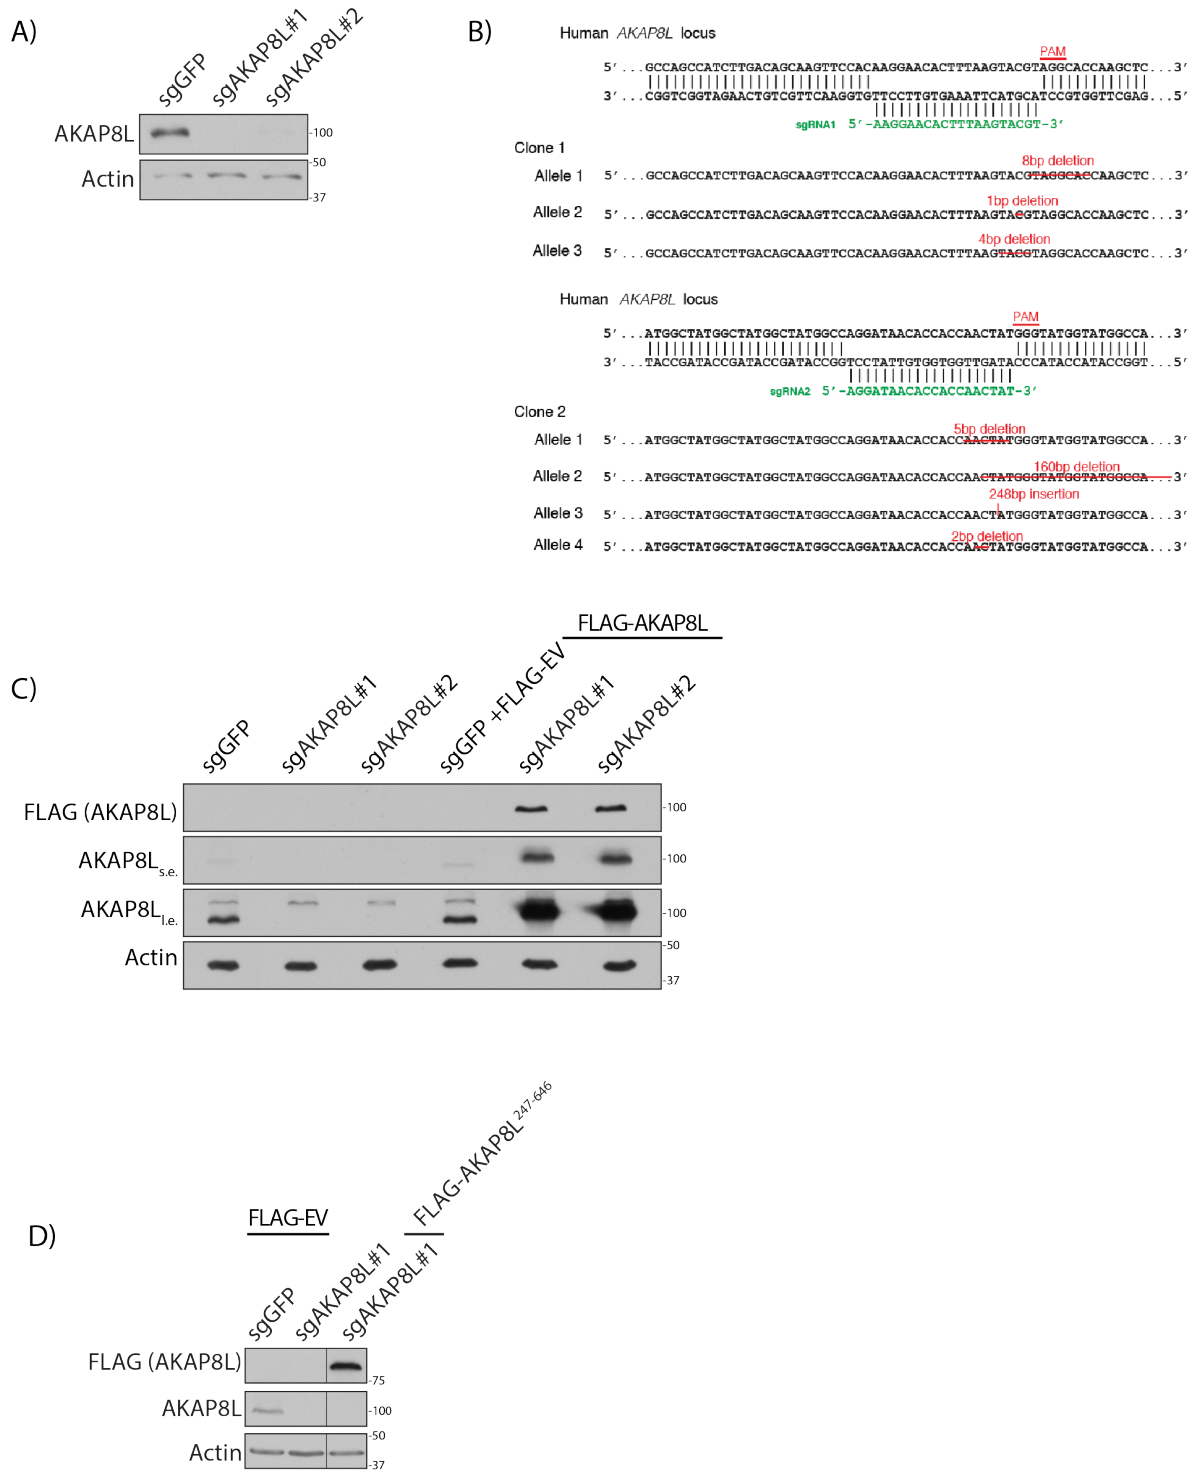 A)
sgGFP
sgAKAP8L#1
sgAKAP8L#2
AKAP8L
-100
Actin
-50
-37
B)
Human AKAP8L locus
PAM
5' ...GCCAGCCATCTTGACAGCAAGTTCCACAAGGAACACTTTAAGTACGTAGGCACCAAGCTC...3'
3' ...CGGTCGGTAGAACTGTCGTTCAAGGTGTTCCTTGTGAAATTCATGCATCCGTGGTTCGAG...5'
sgRNA1 5'-AAGGAACACTTTAAGTACGT-3'
Clone 1
8bp deletion
Allele 1 5' ...GCCAGCCATCTTGACAGCAAGTTCCACAAGGAACACTTTAAGTACGTAGGCACCAAGCTC...3'
1bp deletion
Allele 2 5' ...GCCAGCCATCTTGACAGCAAGTTCCACAAGGAACACTTTAAGTACGTAGGCACCAAGCTC...3'
4bp deletion
Allele 3 5' ...GCCAGCCATCTTGACAGCAAGTTCCACAAGGAACACTTTAAGTACGTAGGCACCAAGCTC...3'
Human AKAP8L locus
PAM
5' ...ATGGCTATGGCTATGGCTATGGCCAGGATAACACCACCAACTATGGGTATGGTATGGCCA...3'
3' ...TACCGATACCGATACCGATACCGGTCCTATTGTGGTGGTTGATACCCATACCATACCGGT...5'
sgRNA2 5'-AGGATAACACCACCAACTAT-3'
Clone 2
5bp deletion
Allele 1 5' ...ATGGCTATGGCTATGGCTATGGCCAGGATAACACCACCAACTATGGGTATGGTATGGCCA...3'
160bp deletion
Allele 2 5' ...ATGGCTATGGCTATGGCTATGGCCAGGATAACACCACCAACTATGGGTATGGTATGGCCA...3'
248bp insertion
Allele 3 5' ...ATGGCTATGGCTATGGCTATGGCCAGGATAACACCACCAACTATGGGTATGGTATGGCCA...3'
2bp deletion
Allele 4 5' ...ATGGCTATGGCTATGGCTATGGCCAGGATAACACCACCAACTATGGGTATGGTATGGCCA...3'
C)
FLAG-AKAP8L
sgGFP
sgAKAP8L#1
sgAKAP8L#2
sgGFP +FLAG-EV
sgAKAP8L#1
sgAKAP8L#2
FLAG (AKAP8L)
-100
AKAP8Ls.e.
-100
AKAP8Ll.e.
-100
Actin
-50
-37
D)
FLAG-EV
FLAG-AKAP8L247-646
sgGFP
sgAKAP8L#1
sgAKAP8L#1
FLAG (AKAP8L)
-75
AKAP8L
-100
Actin
-50
-37